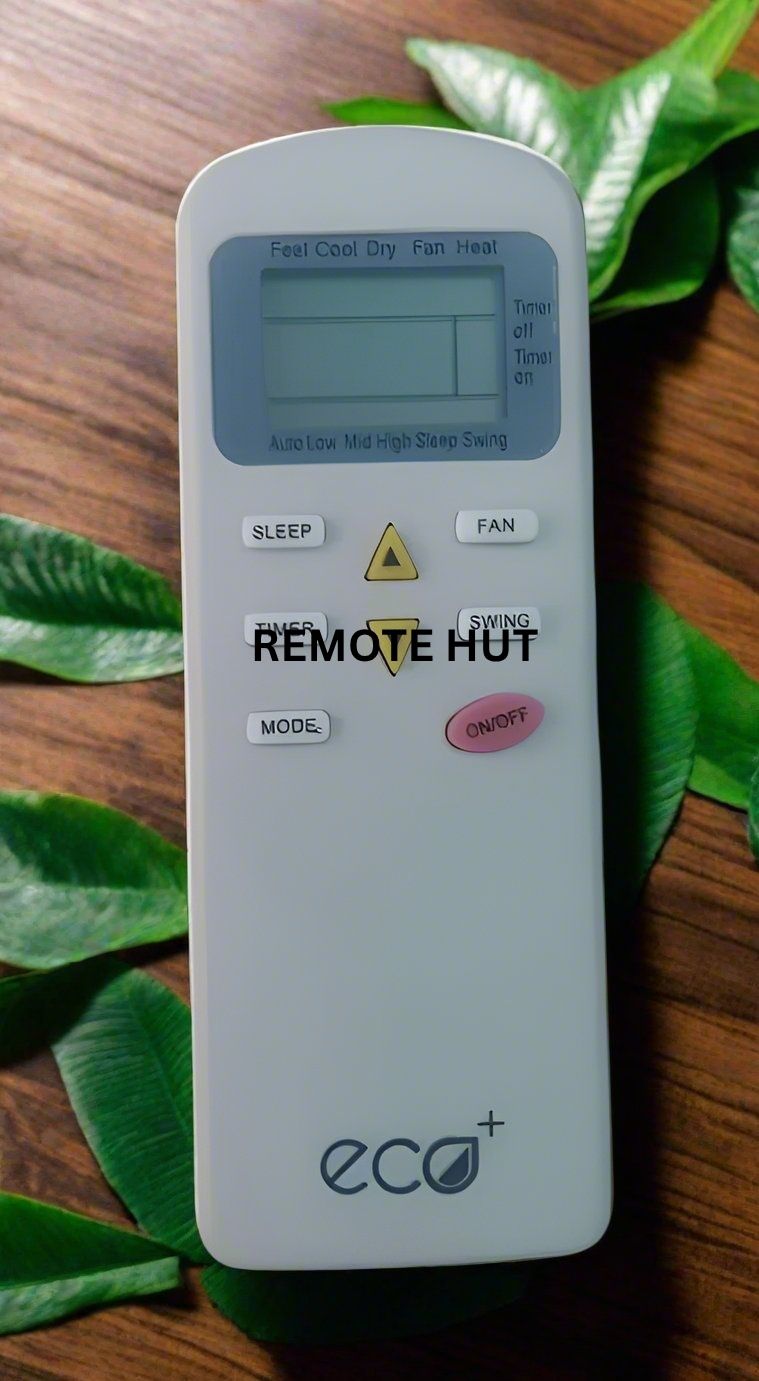 Feel Cool Dry Fan Heat
Timer
off
Timer
on
Auto Low Mid High Sleep Swing
SLEEP
▲
FAN
TIMER
▼
SWING
REMOTE HUT
MODE
ON/OFF
eco+